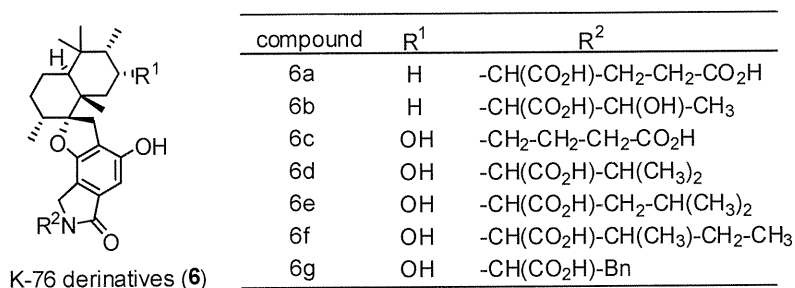 compound R¹ R²
6a H -CH(CO₂H)-CH₂-CH₂-CO₂H
6b H -CH(CO₂H)-CH(OH)-CH₃
6c OH -CH₂-CH₂-CH₂-CO₂H
6d OH -CH(CO₂H)-CH(CH₃)₂
6e OH -CH(CO₂H)-CH₂-CH(CH₃)₂
6f OH -CH(CO₂H)-CH(CH₃)-CH₂-CH₃
6g OH -CH(CO₂H)-Bn
H
R¹
O
OH
R²N
O
K-76 derinatives (6)